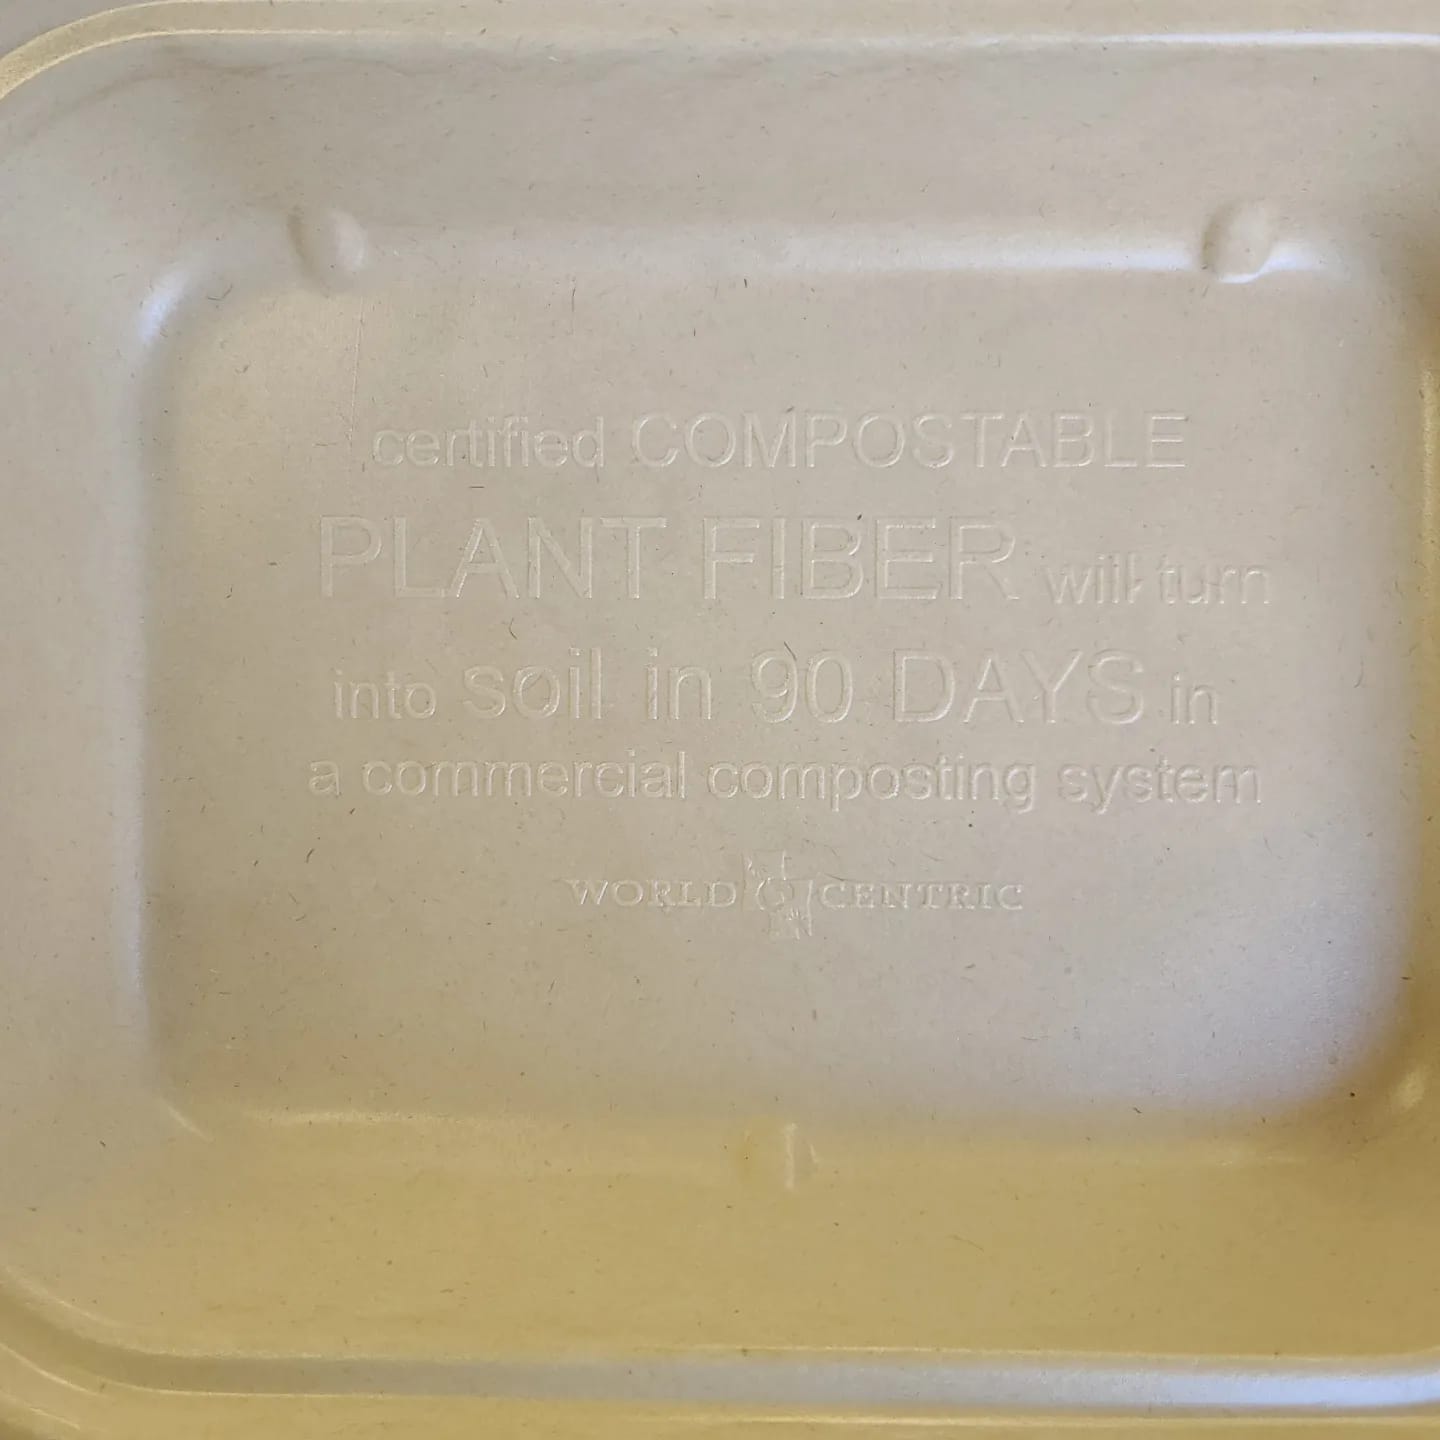 certified COMPOSTABLE
PLANT FIBER will turn
into soil in 90 DAYS in
a commercial composting system
WORLD CENTRIC